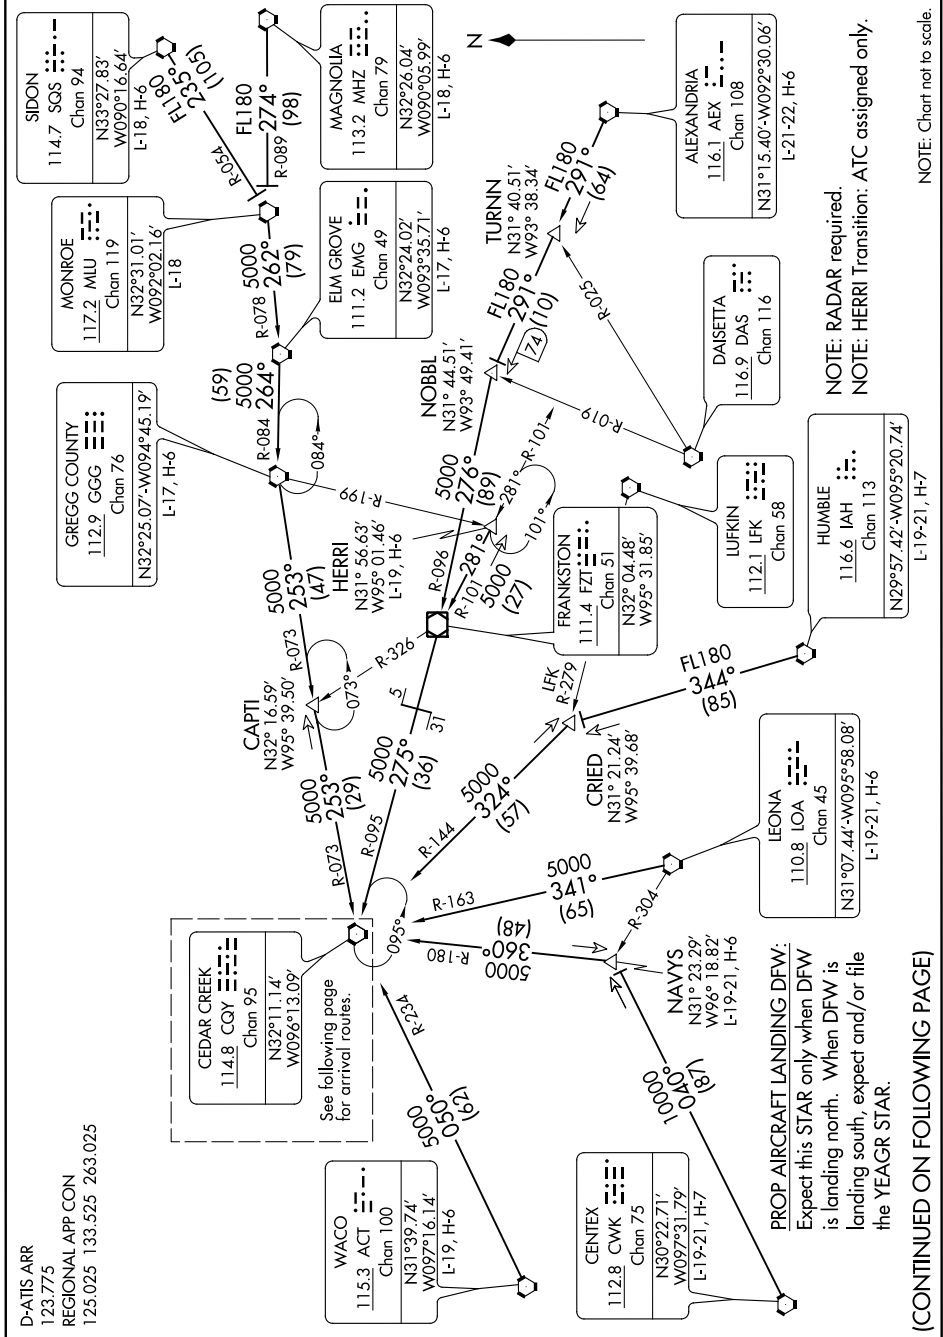 D-ATIS ARR
123.775
REGIONAL APP CON
125.025 133.525 263.025
SIDON
114.7 SQS
Chan 94
N33°27.83'
W090°16.64'
L-18, H-6
FL180
235°
(105)
R-054
FL180
274°
(98)
R-089
MAGNOLIA
113.2 MHZ
Chan 79
N32°26.04'
W090°05.99'
L-18, H-6
N
MONROE
117.2 MLU
Chan 119
N32°31.01'
W092°02.16'
L-18
5000
262°
(79)
R-078
ELM GROVE
111.2 EMG
Chan 49
N32°24.02'
W093°35.71'
L-17, H-6
(59)
5000
264°
R-084
084°
GREGG COUNTY
112.9 GGG
Chan 76
N32°25.07'-W094°45.19'
L-17, H-6
R-199
5000
253°
(47)
R-073
CAPTI
N32° 16.59'
W95° 39.50'
073°
R-326
5000
253°
(29)
R-073
HERRI
N31° 56.63'
W95° 01.46'
L-19, H-6
281°
R-101
101°
281°
R-101
5000
(27)
ALEXANDRIA
116.1 AEX
Chan 108
N31°15.40'-W092°30.06'
L-21-22, H-6
FL180
291°
(64)
TURNN
N31° 40.51'
W93° 38.34'
R-025
FL180
291°
(10)
74
NOBBL
N31° 44.51'
W93° 49.41'
R-019
5000
276°
(89)
R-096
DAISETTA
116.9 DAS
Chan 116
LUFKIN
112.1 LFK
Chan 58
FRANKSTON
111.4 FZT
Chan 51
N32° 04.48'
W95° 31.85'
5
31
5000
275°
(36)
R-095
HUMBLE
116.6 IAH
Chan 113
N29°57.42'-W095°20.74'
L-19-21, H-7
FL180
344°
(85)
LFK
R-279
CRIED
N31° 21.24'
W95° 39.68'
5000
324°
(57)
R-144
LEONA
110.8 LOA
Chan 45
N31°07.44'-W095°58.08'
L-19-21, H-6
5000
341°
(65)
R-163
R-304
NAVYS
N31° 23.29'
W96° 18.82'
L-19-21, H-6
5000
360°
(48)
R-180
CEDAR CREEK
114.8 CQY
Chan 95
N32°11.14'
W096°13.09'
See following page
for arrival routes.
095°
WACO
115.3 ACT
Chan 100
N31°39.74'
W097°16.14'
L-19, H-6
5000
050°
(62)
R-234
CENTEX
112.8 CWK
Chan 75
N30°22.71'
W097°31.79'
L-19-21, H-7
1000
040°
(87)
PROP AIRCRAFT LANDING DFW:
Expect this STAR only when DFW
is landing north. When DFW is
landing south, expect and/or file
the YEAGR STAR.
NOTE: RADAR required.
NOTE: HERRI Transition: ATC assigned only.
NOTE: Chart not to scale.
(CONTINUED ON FOLLOWING PAGE)